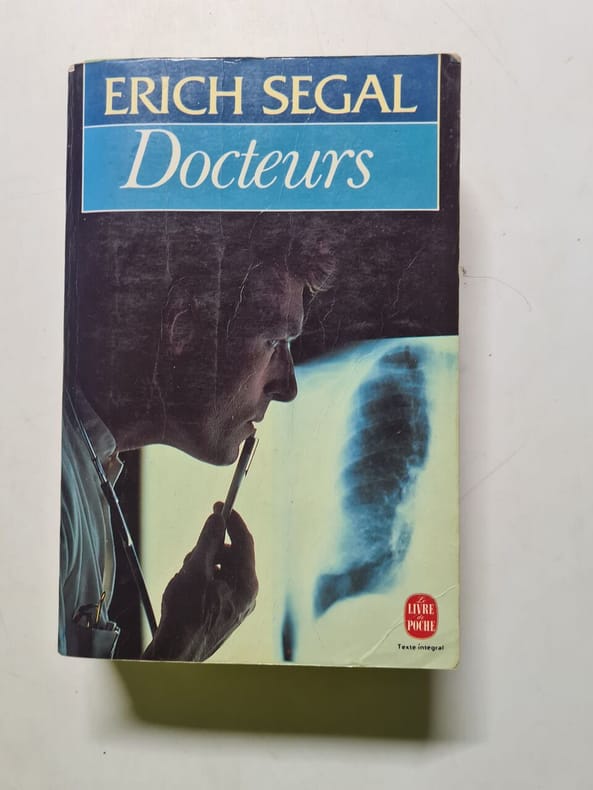 ERICH SEGAL
Docteurs
Le
LIVRE
de
POCHE
Texte intégral